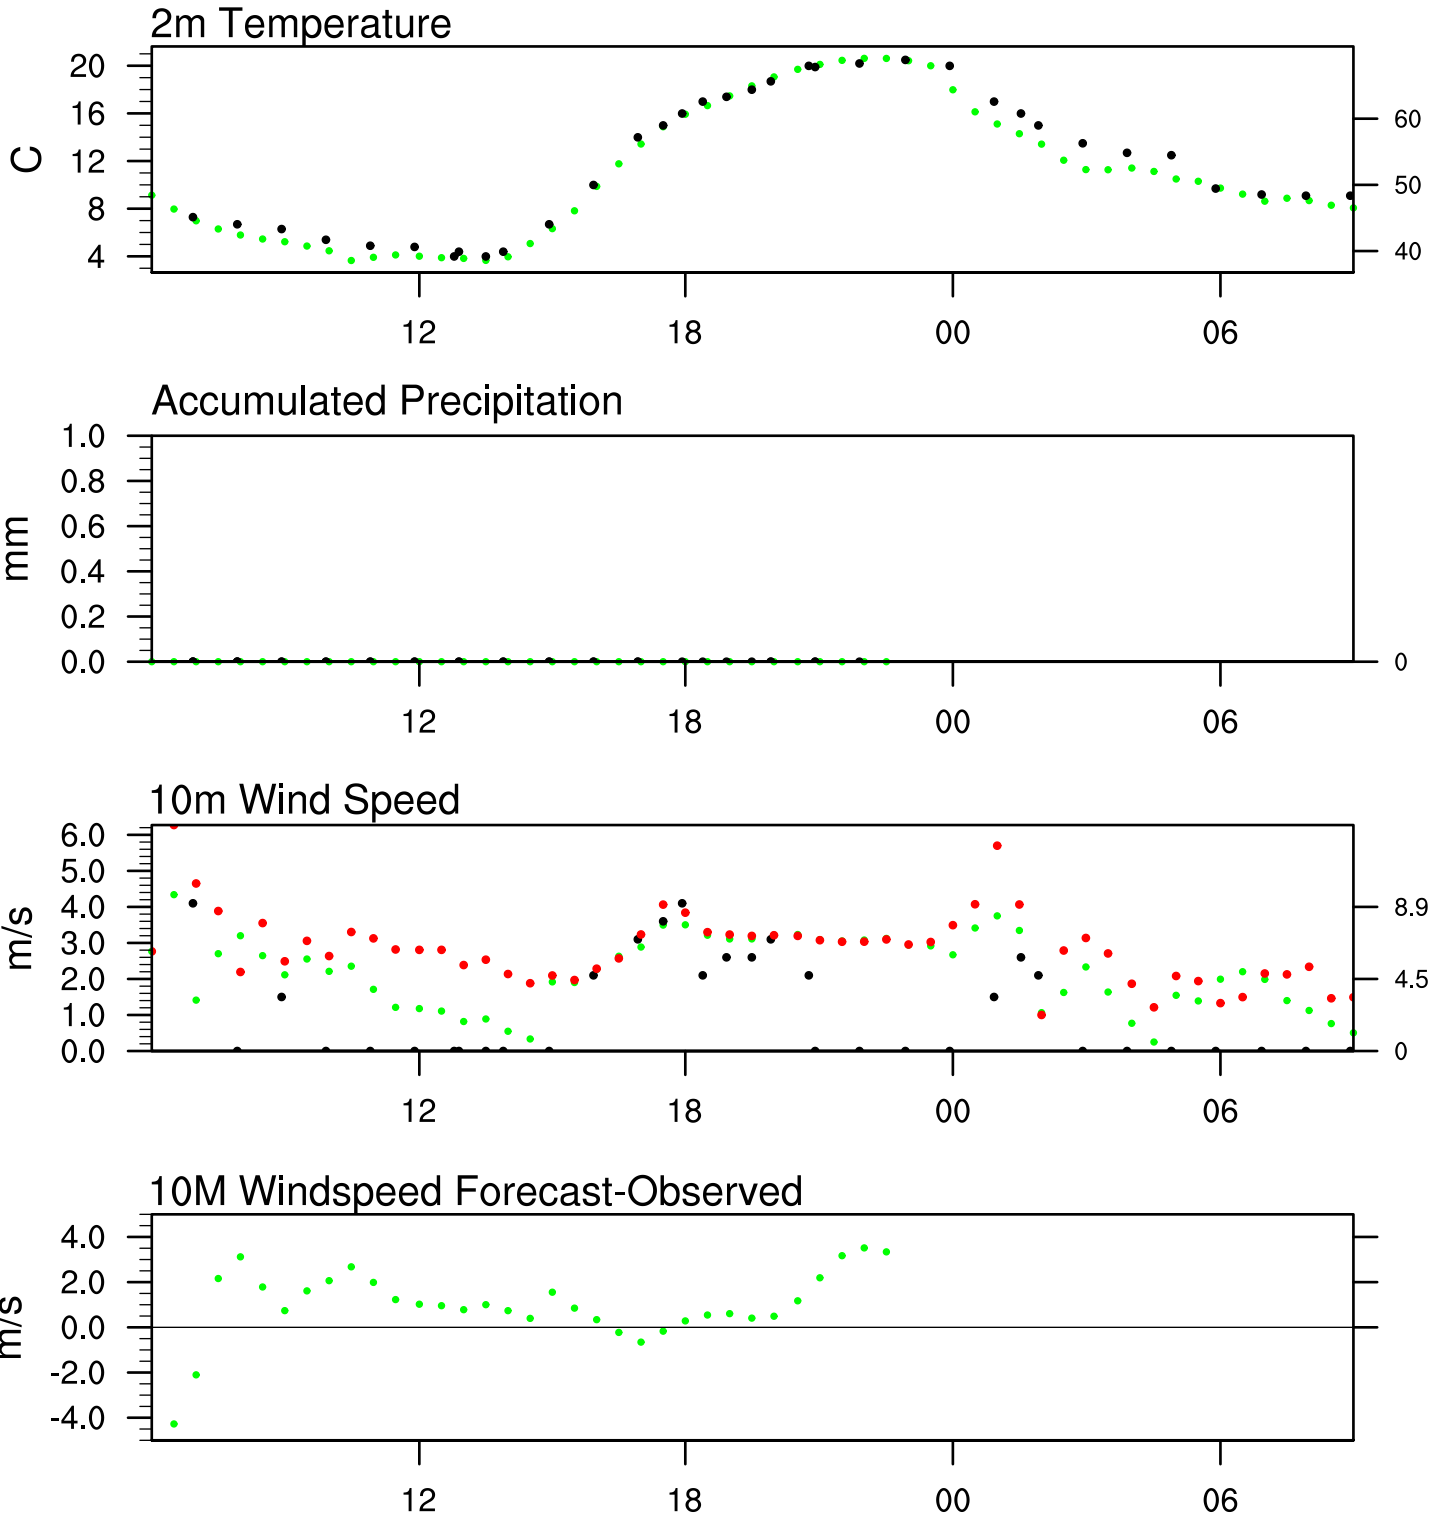 2m Temperature
20
16
12
8
4
C
60
50
40
12 18 00 06
Accumulated Precipitation
1.0
0.8
0.6
0.4
0.2
0.0
mm
0
12 18 00 06
10m Wind Speed
6.0
5.0
4.0
3.0
2.0
1.0
0.0
m/s
8.9
4.5
0
12 18 00 06
10M Windspeed Forecast-Observed
4.0
2.0
0.0
-2.0
-4.0
m/s
12 18 00 06